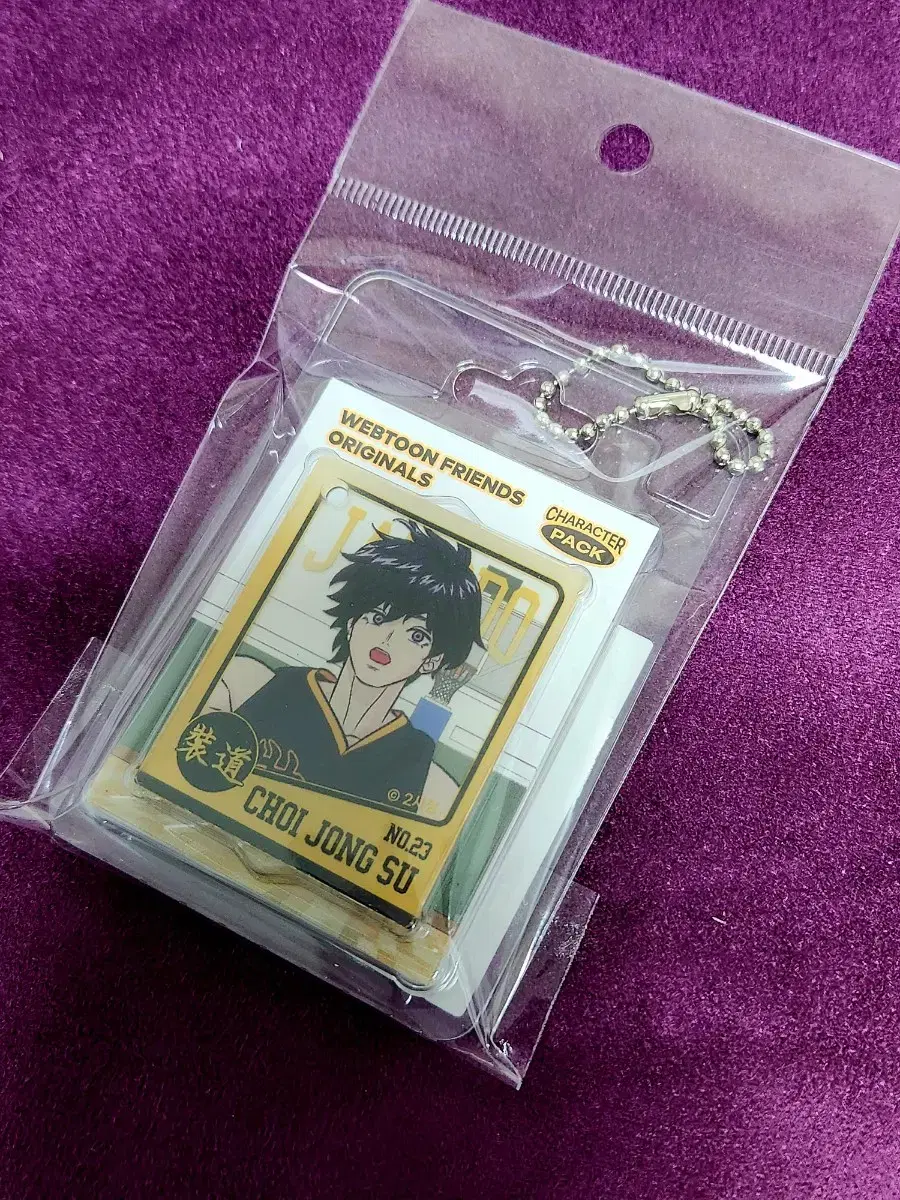 WEBTOON FRIENDS
ORIGINALS
CHARACTER
PACK
裝道
NO.23
CHOI JONG SU